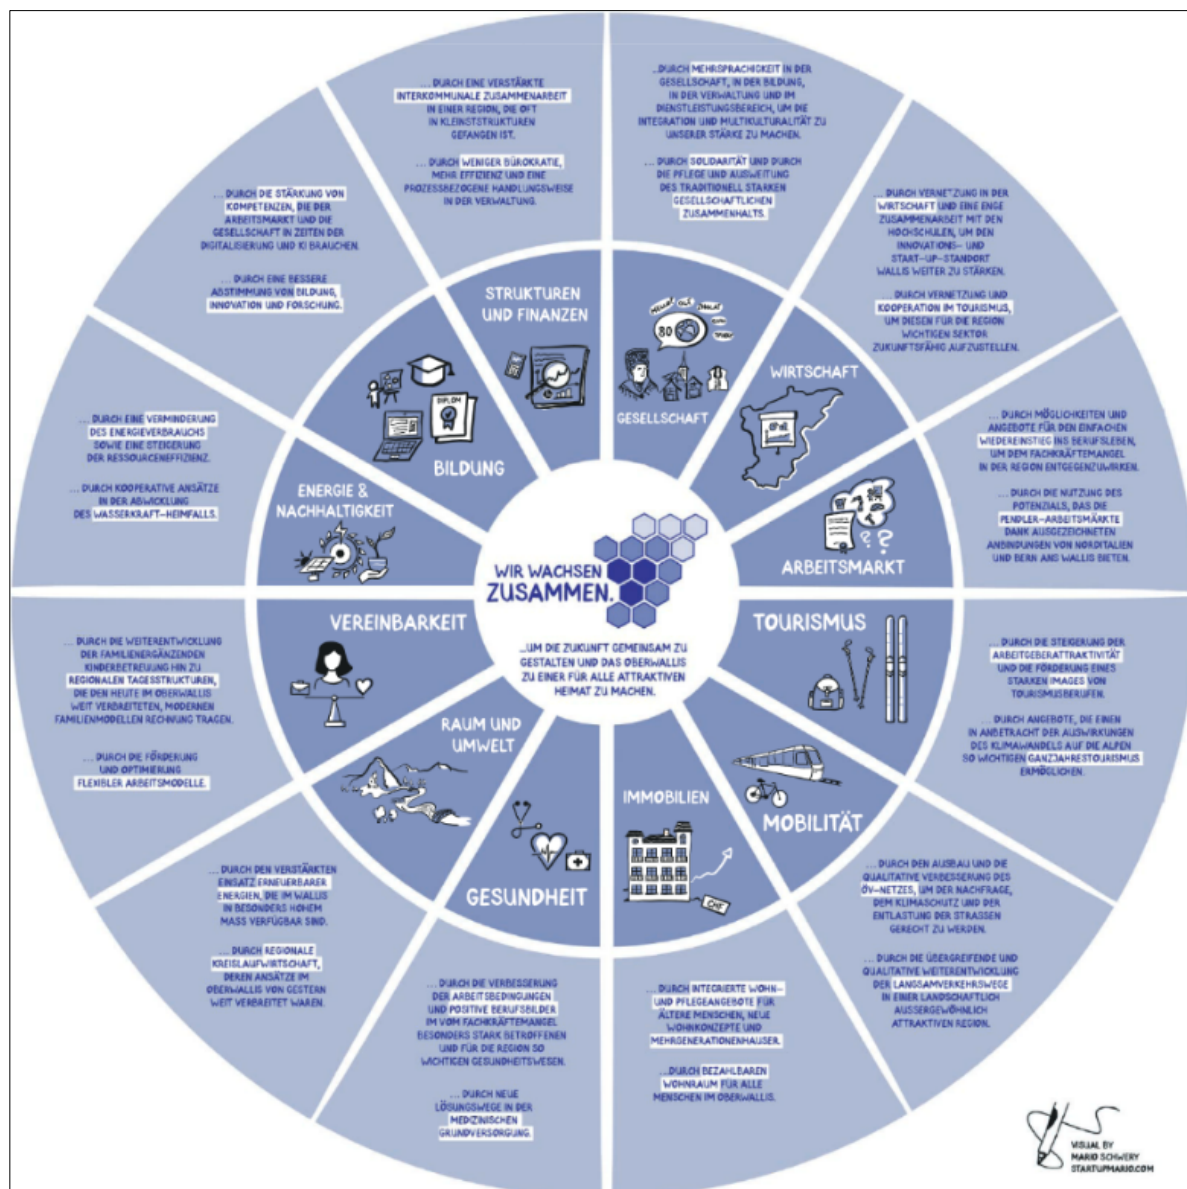 WIR WACHSEN
ZUSAMMEN.
...UM DIE ZUKUNFT GEMEINSAM ZU
GESTALTEN UND DAS OBERWALLIS
ZU EINER FÜR ALLE ATTRAKTIVEN
HEIMAT ZU MACHEN.
GESELLSCHAFT
80
...DURCH MEHRSPRACHIGKEIT IN DER
GESELLSCHAFT, IN DER BILDUNG,
IN DER VERWALTUNG UND IM
DIENSTLEISTUNGSBEREICH, UM DIE
INTEGRATION UND MULTIKULTURALITÄT ZU
UNSERER STÄRKE ZU MACHEN.
...DURCH SOLIDARITÄT UND DURCH
DIE PFLEGE UND AUSWEITUNG
DES TRADITIONELL STARKEN
GESELLSCHAFTLICHEN
ZUSAMMENHALTS.
WIRTSCHAFT
...DURCH VERNETZUNG IN DER
WIRTSCHAFT UND EINE ENGE
ZUSAMMENARBEIT MIT DEN
HOCHSCHULEN, UM DEN
INNOVATIONS- UND
START-UP-STANDORT
WALLIS WEITER ZU STÄRKEN.
...DURCH VERNETZUNG UND
KOOPERATION IM TOURISMUS,
UM DIESEN FÜR DIE REGION
WICHTIGEN SEKTOR
ZUKUNFTSFÄHIG AUFZUSTELLEN.
ARBEITSMARKT
??
...DURCH MÖGLICHKEITEN UND
ANGEBOTE FÜR DEN EINFACHEN
WIEDEREINSTIEG INS BERUFSLEBEN,
UM DEM FACHKRÄFTEMANGEL
IN DER REGION ENTGEGENZUWIRKEN.
...DURCH DIE NUTZUNG DES
POTENZIALS, DAS DIE
PENDLER-ARBEITSMÄRKTE
DANK AUSGEZEICHNETEN
ANBINDUNGEN VON NORDITALIEN
UND BERN ANS WALLIS BIETEN.
TOURISMUS
...DURCH DIE STEIGERUNG DER
ARBEITGEBERATTRAKTIVITÄT
UND DIE FÖRDERUNG EINES
STARKEN IMAGES VON
TOURISMUSBERUFEN.
...DURCH ANGEBOTE, DIE EINEN
IN ANBETRACHT DER AUSWIRKUNGEN
DES KLIMAWANDELS AUF DIE ALPEN
SO WICHTIGEN GANZJAHRESTOURISMUS
ERMÖGLICHEN.
MOBILITÄT
...DURCH DEN AUSBAU UND DIE
QUALITATIVE VERBESSERUNG DES
ÖV-NETZES, UM DER NACHFRAGE,
DEM KLIMASCHUTZ UND DER
ENTLASTUNG DER STRASSEN
GERECHT ZU WERDEN.
...DURCH DIE ÜBERGREIFENDE UND
QUALITATIVE WEITERENTWICKLUNG
DER LANGSAMVERKEHRSWEGE
IN EINER LANDSCHAFTLICH
AUSSERGEWÖHNLICH
ATTRAKTIVEN REGION.
IMMOBILIEN
CHF
...DURCH INTEGRIERTE WOHN-
UND PFLEGEANGEBOTE FÜR
ÄLTERE MENSCHEN, NEUE
WOHNKONZEPTE UND
MEHRGENERATIONENHÄUSER.
...DURCH BEZAHLBAREN
WOHNRAUM FÜR ALLE
MENSCHEN IM OBERWALLIS.
GESUNDHEIT
...DURCH DIE VERBESSERUNG
DER ARBEITSBEDINGUNGEN
UND POSITIVE BERUFSBILDER
IM VOM FACHKRÄFTEMANGEL
BESONDERS STARK BETROFFENEN
UND FÜR DIE REGION SO
WICHTIGEN GESUNDHEITSWESEN.
...DURCH NEUE
LÖSUNGSWEGE IN DER
MEDIZINISCHEN
GRUNDVERSORGUNG.
RAUM UND
UMWELT
...DURCH DEN VERSTÄRKTEN
EINSATZ ERNEUERBARER
ENERGIEN, DIE IM WALLIS
IN BESONDERS HOHEM
MASS VERFÜGBAR SIND.
...DURCH REGIONALE
KREISLAUFWIRTSCHAFT,
DEREN ANSÄTZE IM
OBERWALLIS VON GESTERN
WEIT VERBREITET WAREN.
VEREINBARKEIT
...DURCH DIE WEITERENTWICKLUNG
DER FAMILIENERGÄNZENDEN
KINDERBETREUUNG HIN ZU
REGIONALEN TAGESSTRUKTUREN,
DIE DEN HEUTE IM OBERWALLIS
WEIT VERBREITETEN, MODERNEN
FAMILIENMODELLEN RECHNUNG TRAGEN.
...DURCH DIE FÖRDERUNG
UND OPTIMIERUNG
FLEXIBLER ARBEITSMODELLE.
ENERGIE &
NACHHALTIGKEIT
...DURCH EINE VERMINDERUNG
DES ENERGIEVERBRAUCHS
SOWIE EINE STEIGERUNG
DER RESSOURCENEFFIZIENZ.
...DURCH KOOPERATIVE ANSÄTZE
IN DER ABWICKLUNG
DES WASSERKRAFT-HEIMFALLS.
BILDUNG
DIPLOM
...DURCH DIE STÄRKUNG VON
KOMPETENZEN, DIE DER
ARBEITSMARKT UND DIE
GESELLSCHAFT IN ZEITEN DER
DIGITALISIERUNG UND KI BRAUCHEN.
...DURCH EINE BESSERE
ABSTIMMUNG VON BILDUNG,
INNOVATION UND FORSCHUNG.
STRUKTUREN
UND FINANZEN
...DURCH EINE VERSTÄRKTE
INTERKOMMUNALE ZUSAMMENARBEIT
IN EINER REGION, DIE OFT
IN KLEINSTSTRUKTUREN
GEFANGEN IST.
...DURCH WENIGER BÜROKRATIE,
MEHR EFFIZIENZ UND EINE
PROZESSBEZOGENE HANDLUNGSWEISE
IN DER VERWALTUNG.
VISUAL BY
MARIO SCHWERY
STARTUPMARIO.COM